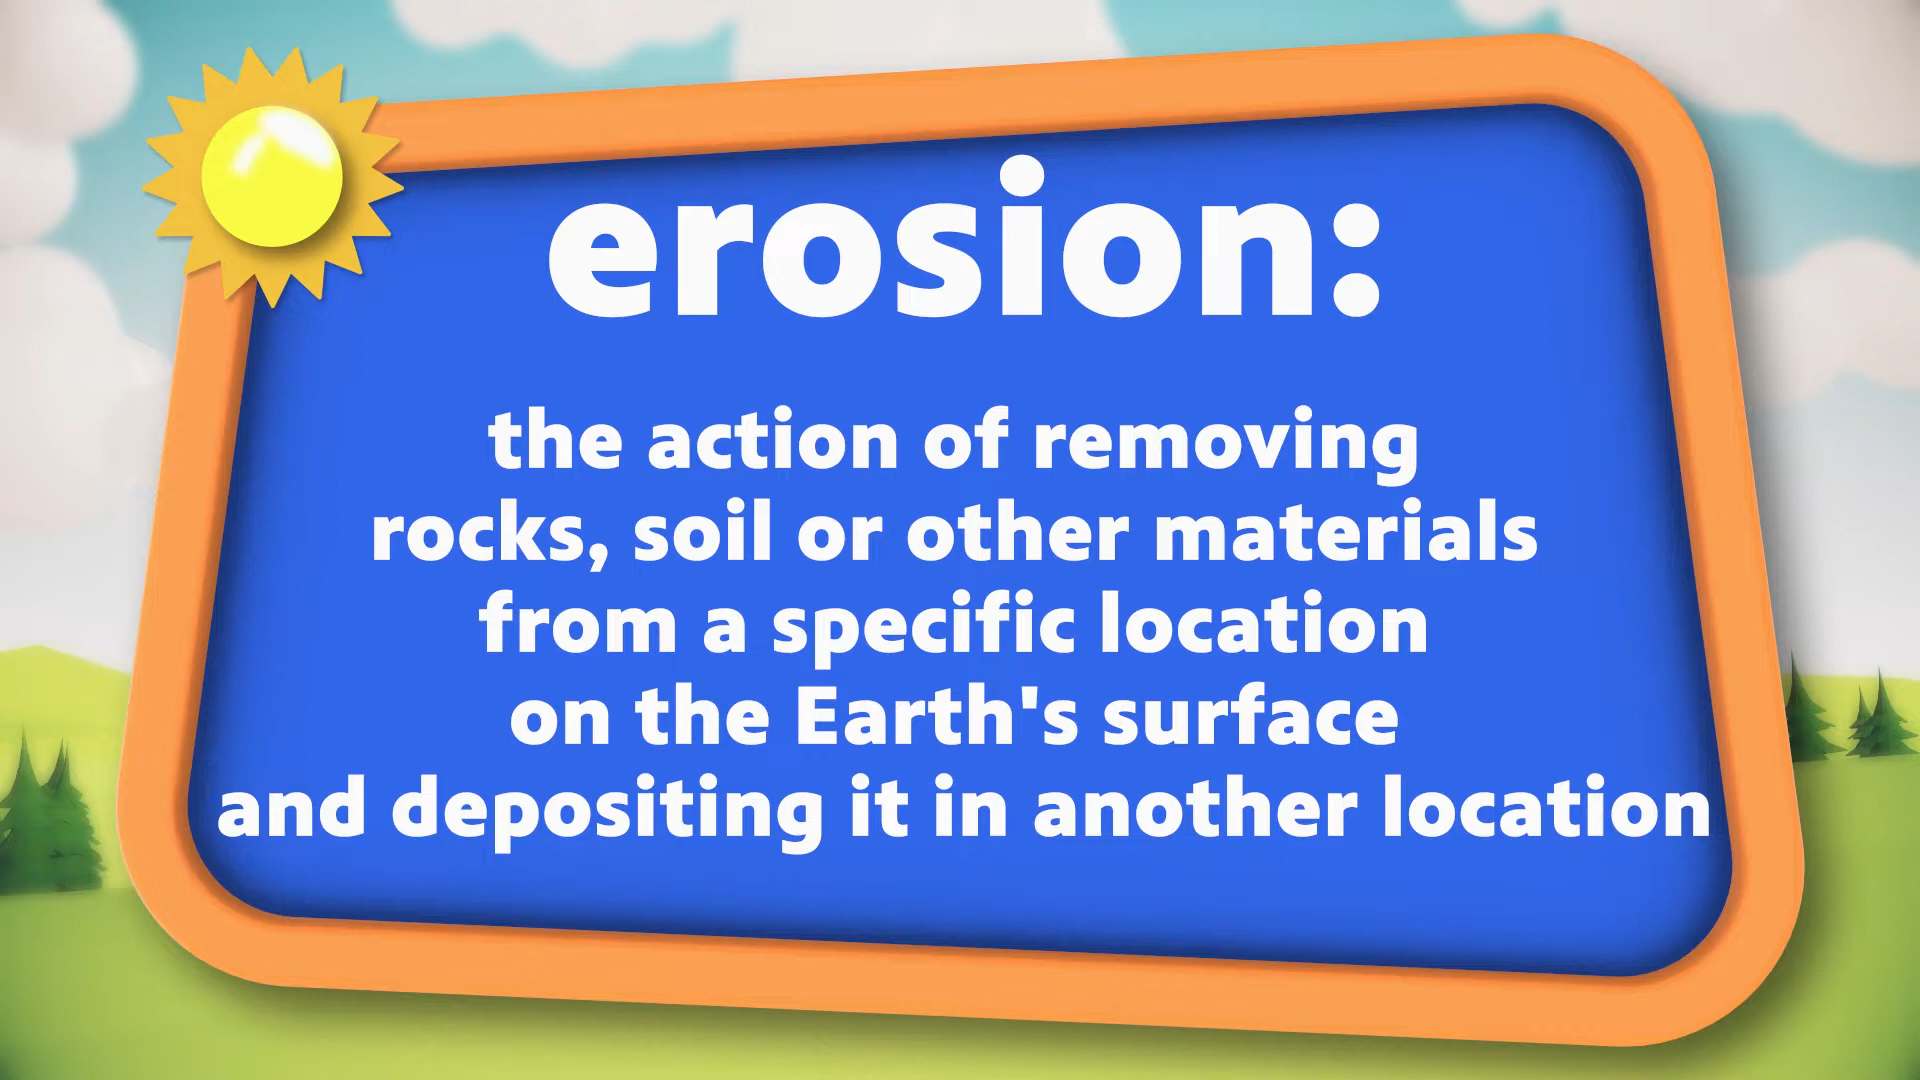 erosion:
the action of removing
rocks, soil or other materials
from a specific location
on the Earth's surface
and depositing it in another location